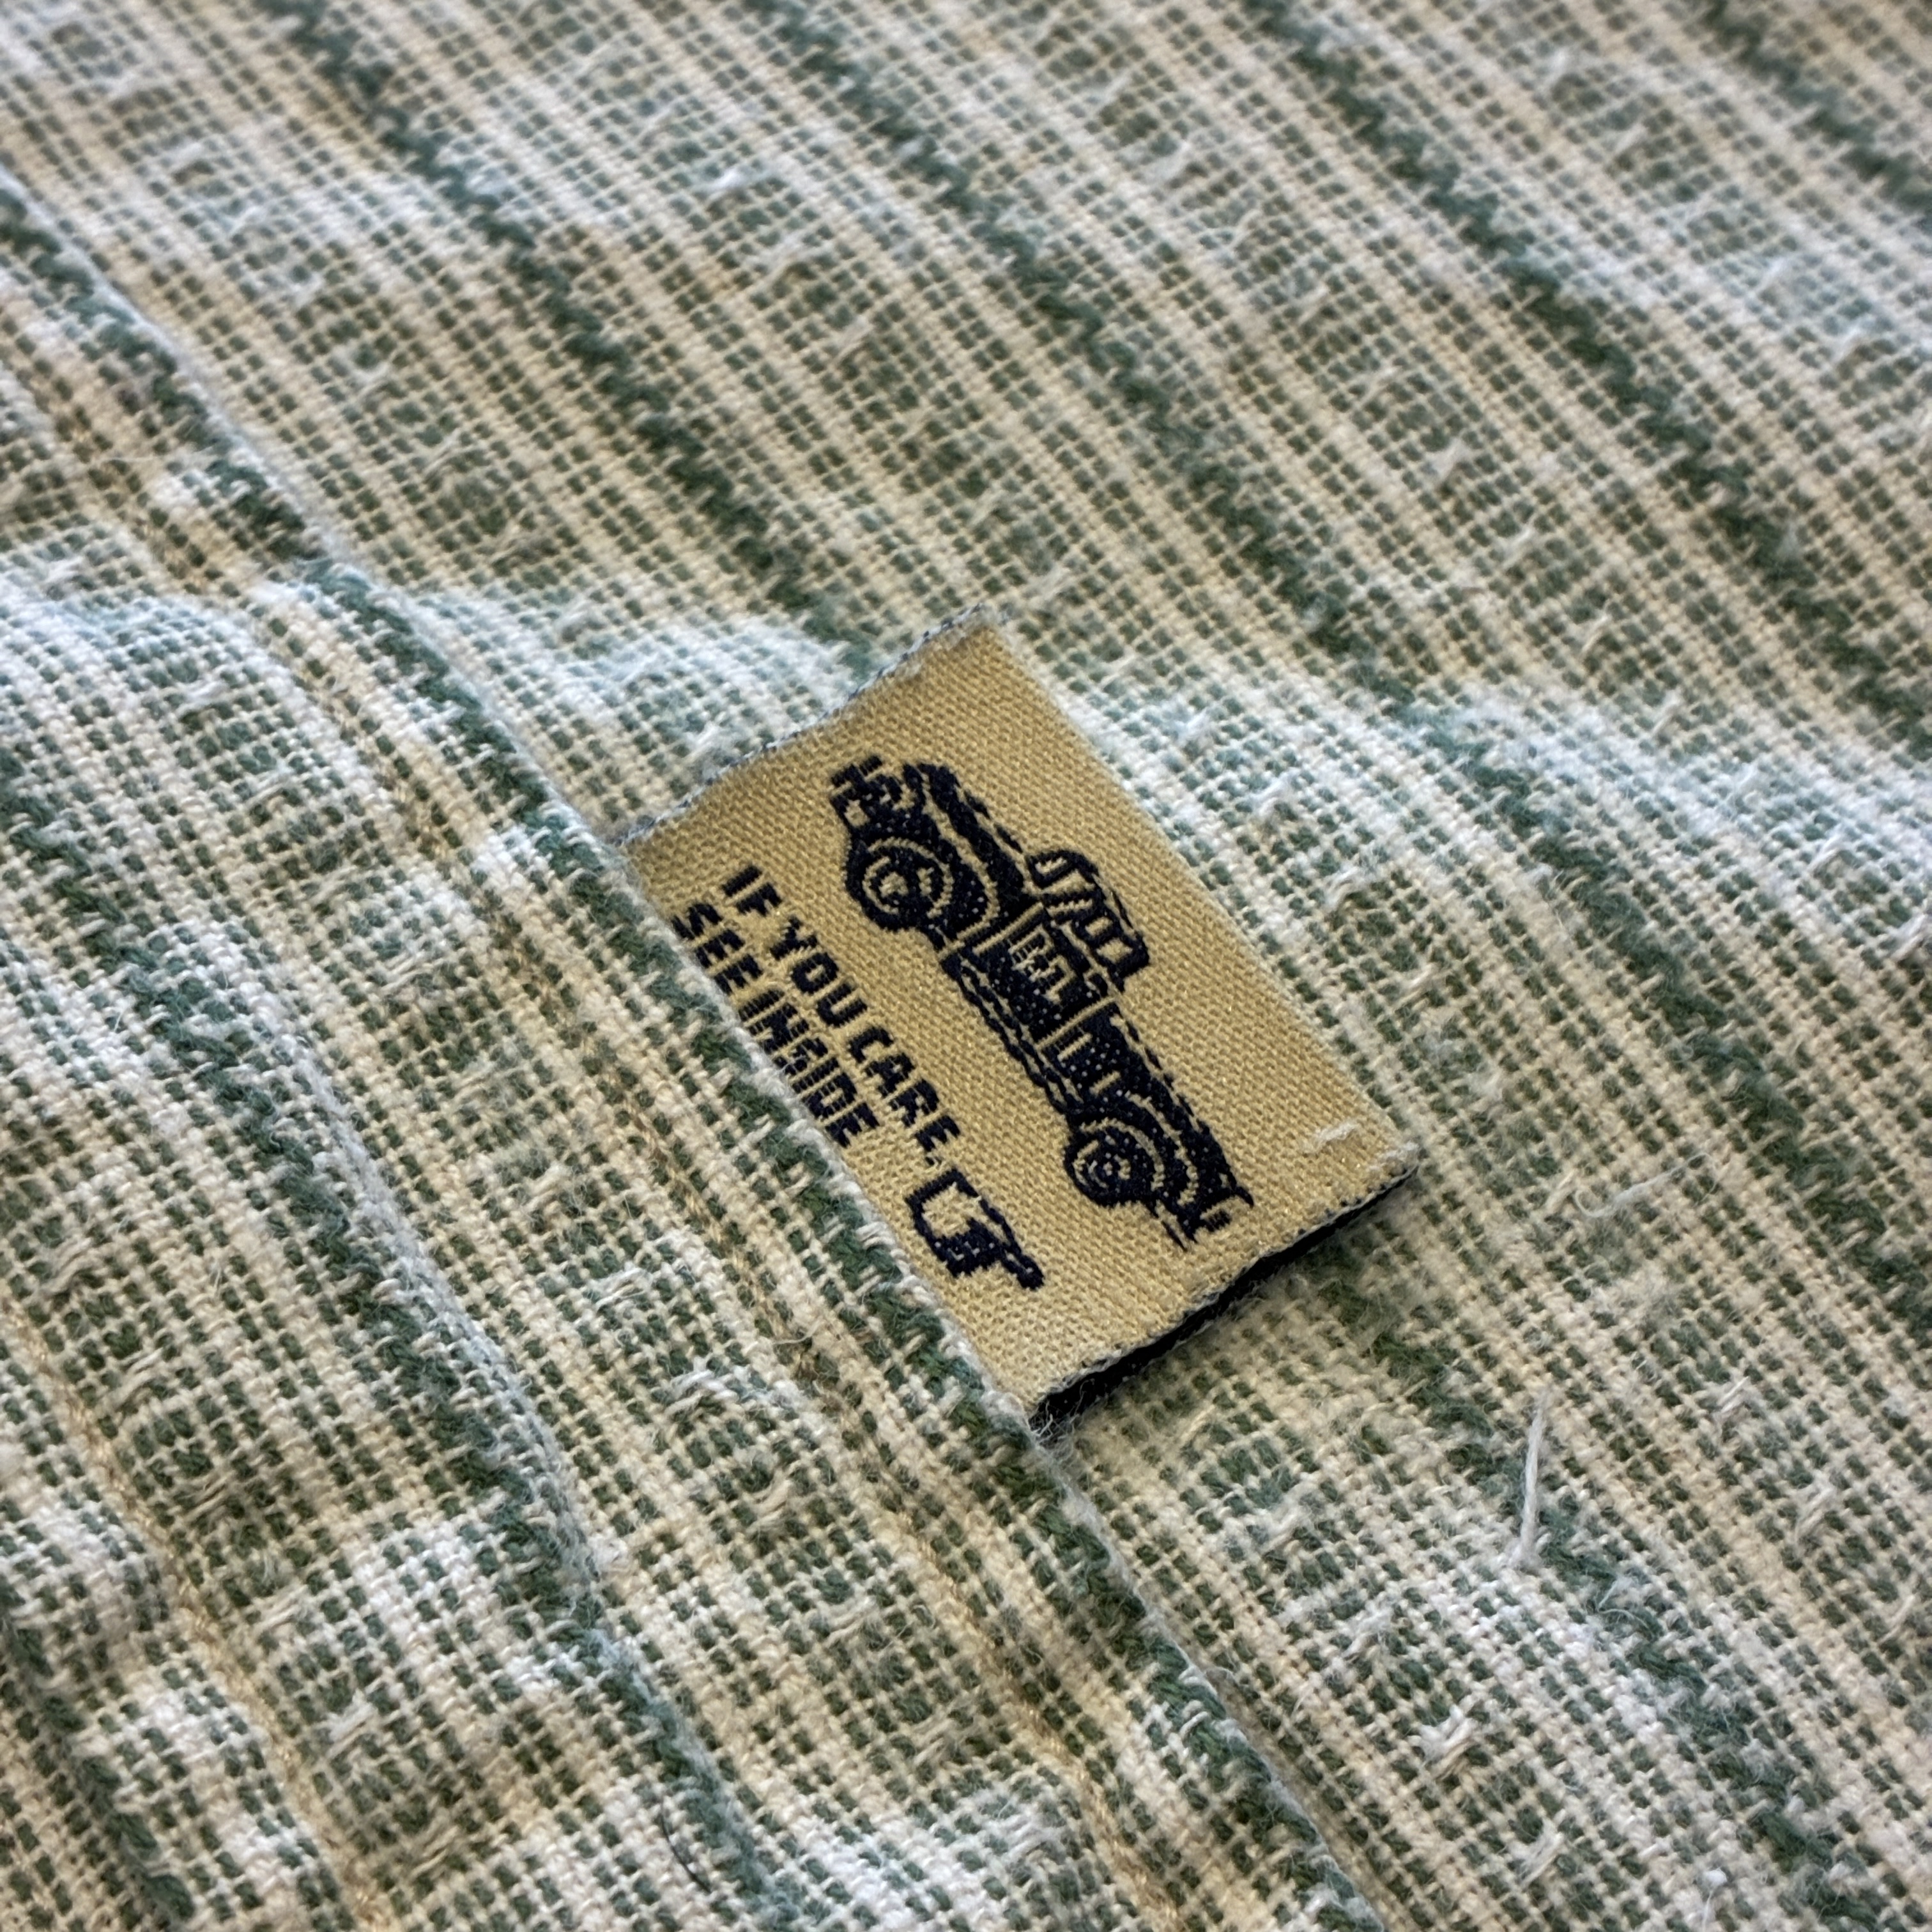 IF YOU CARE,
SEE INSIDE